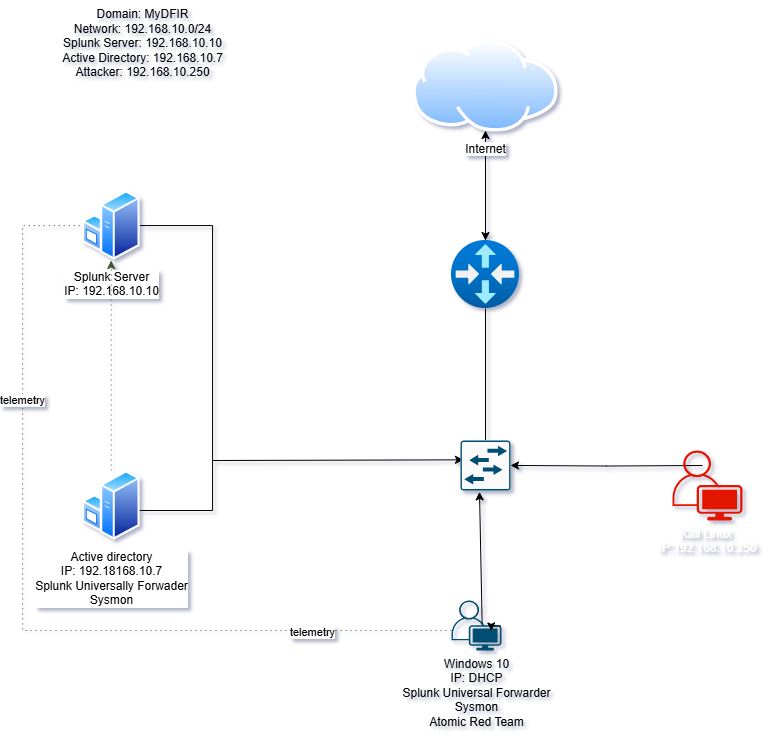 Domain: MyDFIR
Network: 192.168.10.0/24
Splunk Server: 192.168.10.10
Active Directory: 192.168.10.7
Attacker: 192.168.10.250
Internet
Splunk Server
IP: 192.168.10.10
telemetry
Kali Linux
IP:192.168.10.250
Active directory
IP: 192.18168.10.7
Splunk Universally Forwader
Sysmon
telemetry
Windows 10
IP: DHCP
Splunk Universal Forwarder
Sysmon
Atomic Red Team